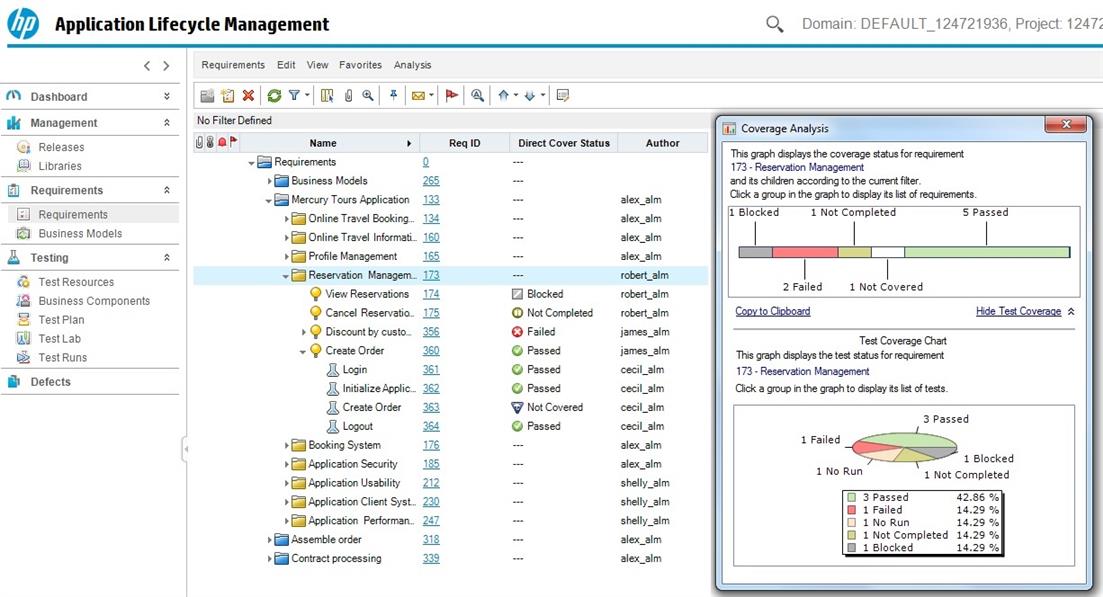 hp Application Lifecycle Management Domain: DEFAULT_124721936, Project: 1247
Dashboard
Management
Releases
Libraries
Requirements
Requirements
Business Models
Testing
Test Resources
Business Components
Test Plan
Test Lab
Test Runs
Defects
Requirements Edit View Favorites Analysis
No Filter Defined
Name Req ID Direct Cover Status Author
Requirements 0 ---
Business Models 265 ---
Mercury Tours Application 133 --- alex_alm
Online Travel Booking... 134 --- alex_alm
Online Travel Informati... 160 --- alex_alm
Profile Management 165 --- alex_alm
Reservation Managem... 173 --- robert_alm
View Reservations 174 Blocked robert_alm
Cancel Reservatio... 175 Not Completed robert_alm
Discount by custo... 356 Failed james_alm
Create Order 360 Passed james_alm
Login 361 Passed cecil_alm
Initialize Applic... 362 Passed cecil_alm
Create Order 363 Not Covered cecil_alm
Logout 364 Passed cecil_alm
Booking System 176 --- alex_alm
Application Security 185 --- alex_alm
Application Usability 212 --- shelly_alm
Application Client Syst... 230 --- shelly_alm
Application Performan... 247 --- shelly_alm
Assemble order 318 --- alex_alm
Contract processing 339 --- alex_alm
Coverage Analysis
This graph displays the coverage status for requirement
173 - Reservation Management
and its children according to the current filter.
Click a group in the graph to display its list of requirements.
1 Blocked 1 Not Completed 5 Passed
2 Failed 1 Not Covered
Copy to Clipboard Hide Test Coverage
Test Coverage Chart
This graph displays the test status for requirement
173 - Reservation Management
Click a group in the graph to display its list of tests.
3 Passed
1 Failed
1 Blocked
1 No Run
1 Not Completed
3 Passed 42.86 %
1 Failed 14.29 %
1 No Run 14.29 %
1 Not Completed 14.29 %
1 Blocked 14.29 %